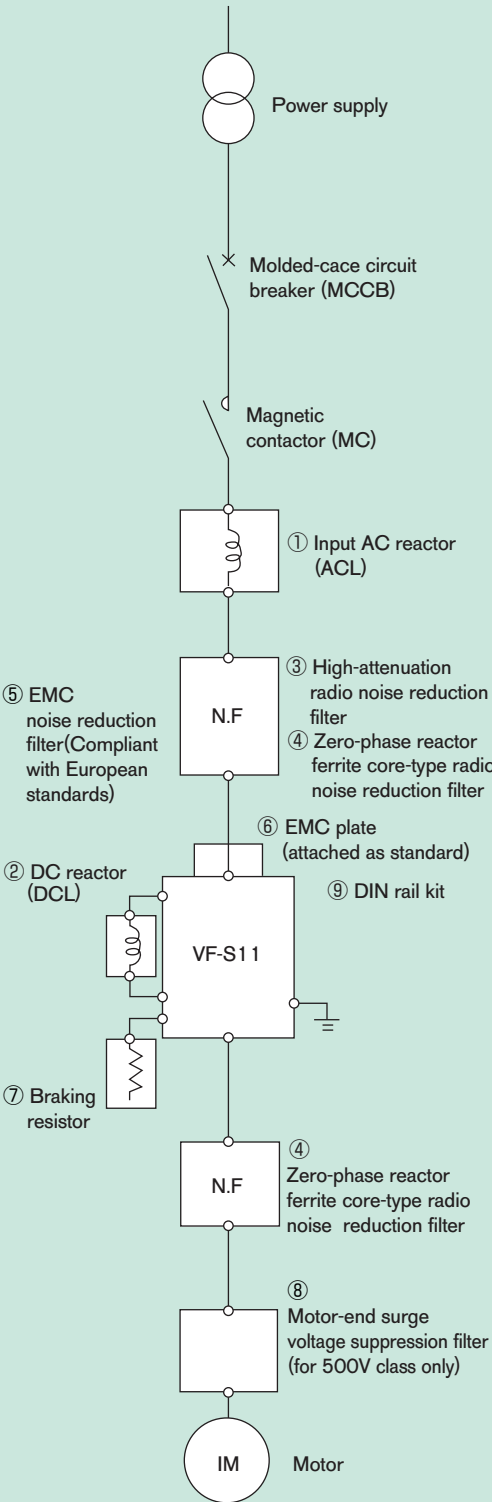 Power supply
Molded-cace circuit
breaker (MCCB)
Magnetic
contactor (MC)
① Input AC reactor
(ACL)
⑤ EMC
noise reduction
filter(Compliant
with European
standards)
N.F
③ High-attenuation
radio noise reduction
filter
④ Zero-phase reactor
ferrite core-type radio
noise reduction filter
⑥ EMC plate
(attached as standard)
② DC reactor
(DCL)
⑨ DIN rail kit
VF-S11
⑦ Braking
resistor
N.F
④
Zero-phase reactor
ferrite core-type radio
noise reduction filter
⑧
Motor-end surge
voltage suppression filter
(for 500V class only)
IM
Motor